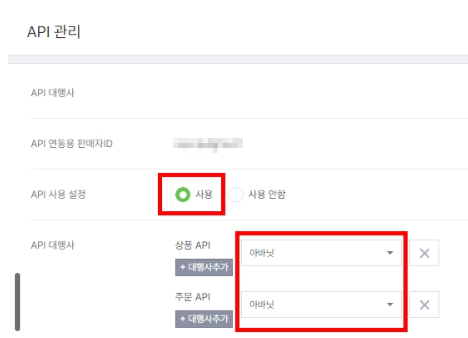 API 관리
API 대행사
API 연동용 판매자ID
API 사용 설정 사용 사용 안함
API 대행사 상품 API 아바닷
+ 대행사추가
주문 API 아바닷
+ 대행사추가